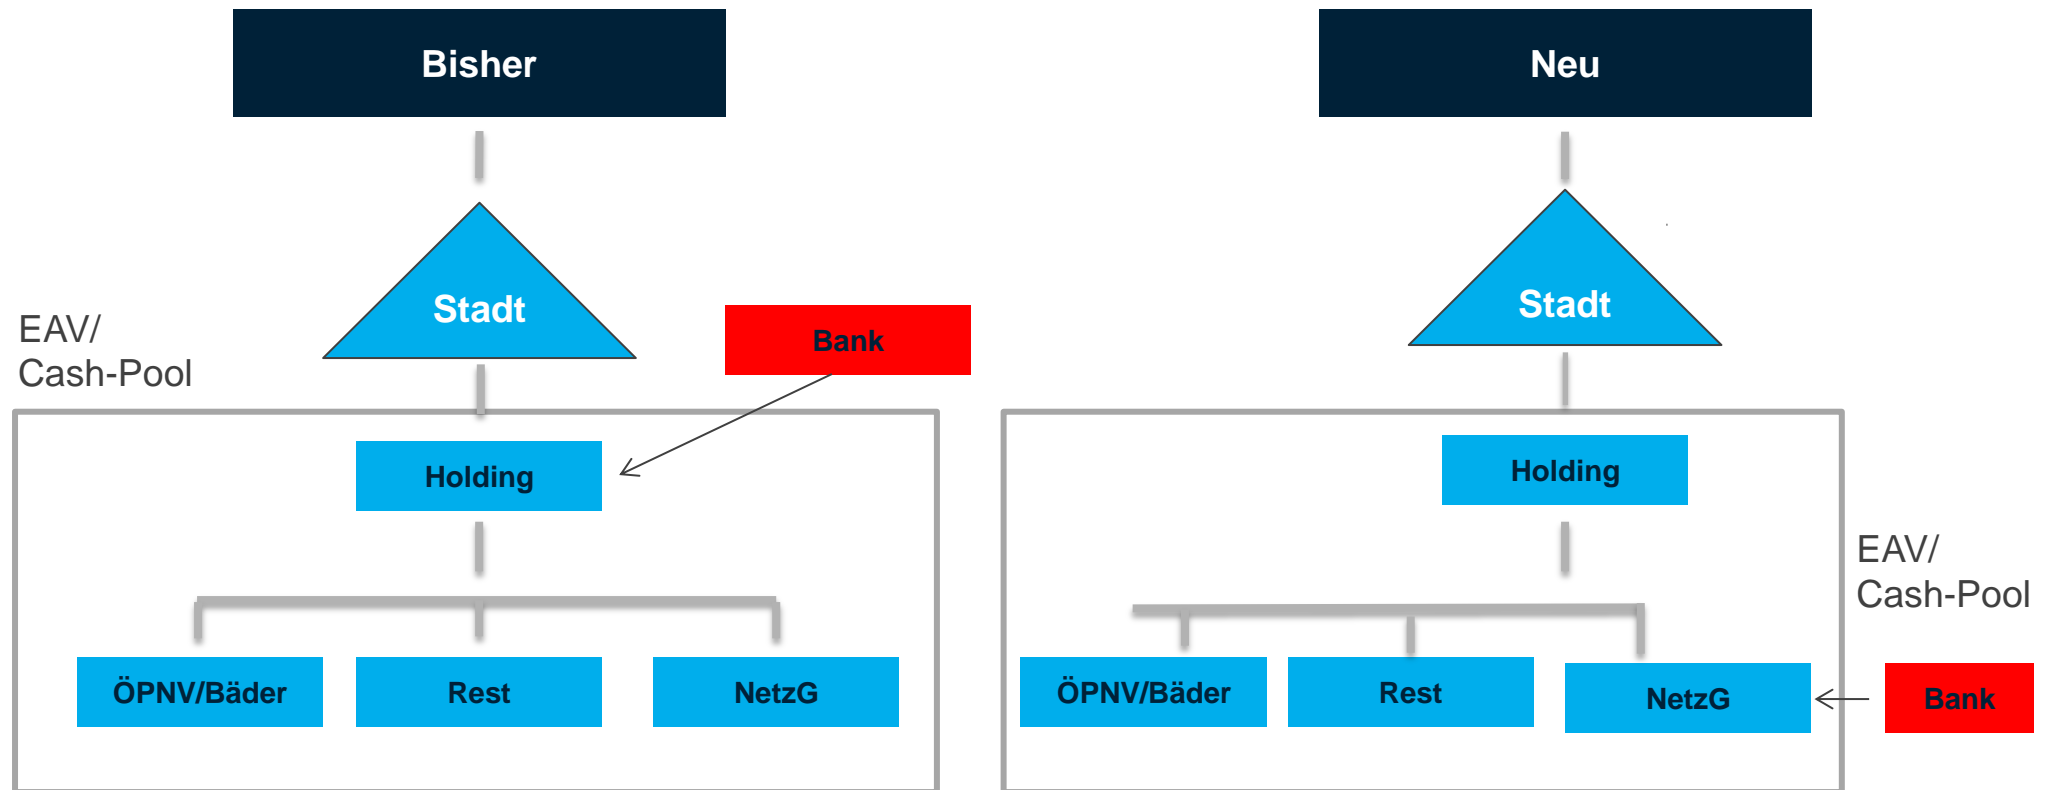 Bisher
Stadt
EAV/
Cash-Pool
Bank
Holding
ÖPNV/Bäder
Rest
NetzG
Neu
Stadt
Holding
EAV/
Cash-Pool
ÖPNV/Bäder
Rest
NetzG
Bank